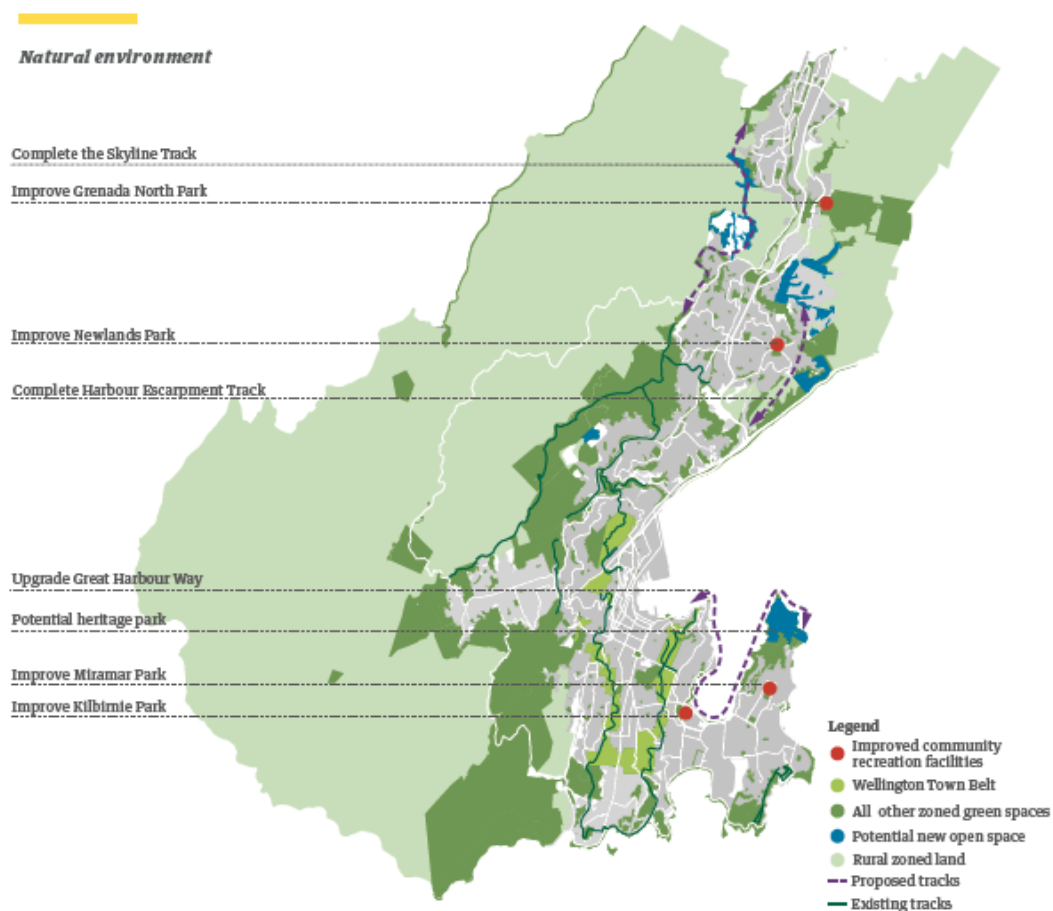 Natural environment
Complete the Skyline Track
Improve Grenada North Park
Improve Newlands Park
Complete Harbour Escarpment Track
Upgrade Great Harbour Way
Potential heritage park
Improve Miramar Park
Improve Kilbirnie Park
Legend
Improved community
recreation facilities
Wellington Town Belt
All other zoned green spaces
Potential new open space
Rural zoned land
Proposed tracks
Existing tracks